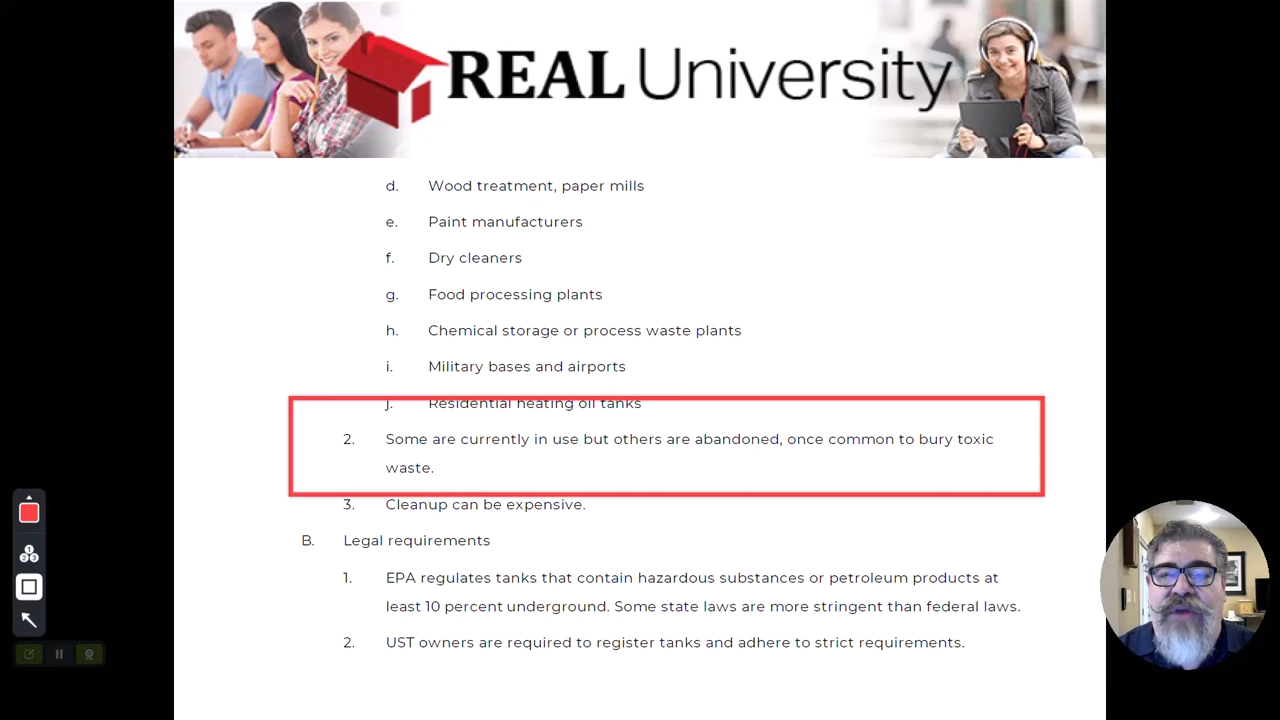 REAL University
d. Wood treatment, paper mills
e. Paint manufacturers
f. Dry cleaners
g. Food processing plants
h. Chemical storage or process waste plants
i. Military bases and airports
j. Residential heating oil tanks
2. Some are currently in use but others are abandoned, once common to bury toxic
waste.
3. Cleanup can be expensive.
B. Legal requirements
1. EPA regulates tanks that contain hazardous substances or petroleum products at
least 10 percent underground. Some state laws are more stringent than federal laws.
2. UST owners are required to register tanks and adhere to strict requirements.